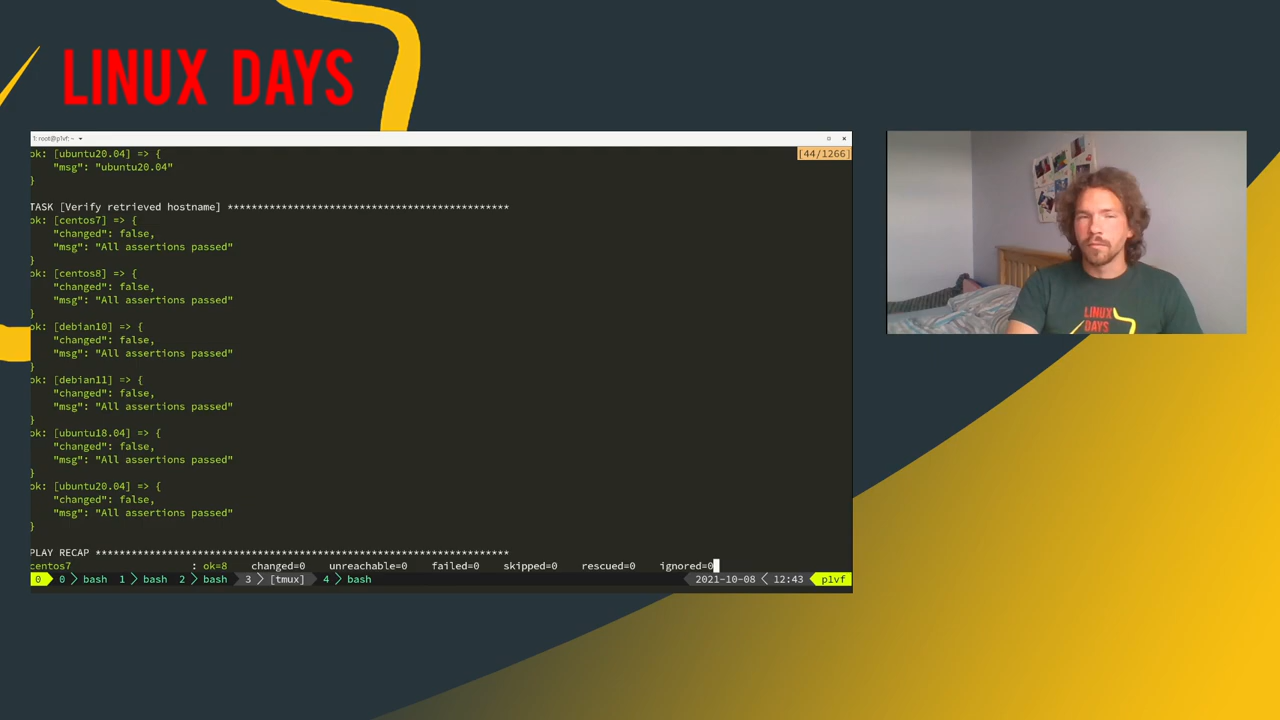 LINUX DAYS
1: root@p1vf: ~
ok: [ubuntu20.04] => {
[44/1266]
"msg": "ubuntu20.04"
}
TASK [Verify retrieved hostname] ***********************************************
ok: [centos7] => {
"changed": false,
"msg": "All assertions passed"
}
ok: [centos8] => {
"changed": false,
"msg": "All assertions passed"
}
ok: [debian10] => {
"changed": false,
"msg": "All assertions passed"
}
ok: [debian11] => {
"changed": false,
"msg": "All assertions passed"
}
ok: [ubuntu18.04] => {
"changed": false,
"msg": "All assertions passed"
}
ok: [ubuntu20.04] => {
"changed": false,
"msg": "All assertions passed"
}
PLAY RECAP *********************************************************************
centos7 : ok=8 changed=0 unreachable=0 failed=0 skipped=0 rescued=0 ignored=0
0 0 bash 1 bash 2 bash 3 [tmux] 4 bash 2021-10-08 12:43 p1vf
LINUX
DAYS